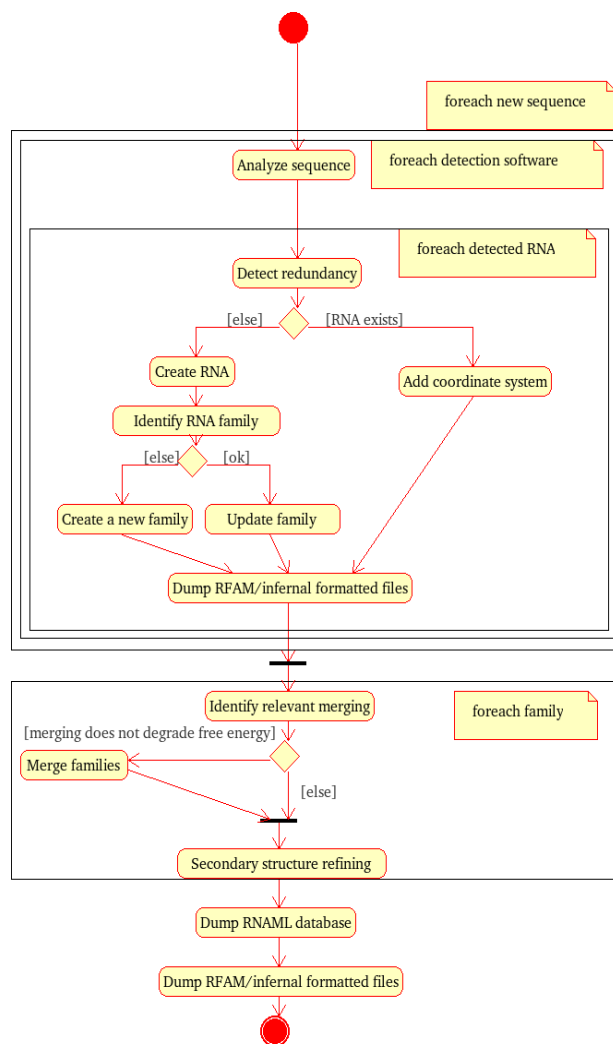 foreach new sequence
foreach detection software
Analyze sequence
foreach detected RNA
Detect redundancy
[else]
[RNA exists]
Create RNA
Add coordinate system
Identify RNA family
[else]
[ok]
Create a new family
Update family
Dump RFAM/infernal formatted files
Identify relevant merging
foreach family
[merging does not degrade free energy]
Merge families
[else]
Secondary structure refining
Dump RNAML database
Dump RFAM/infernal formatted files